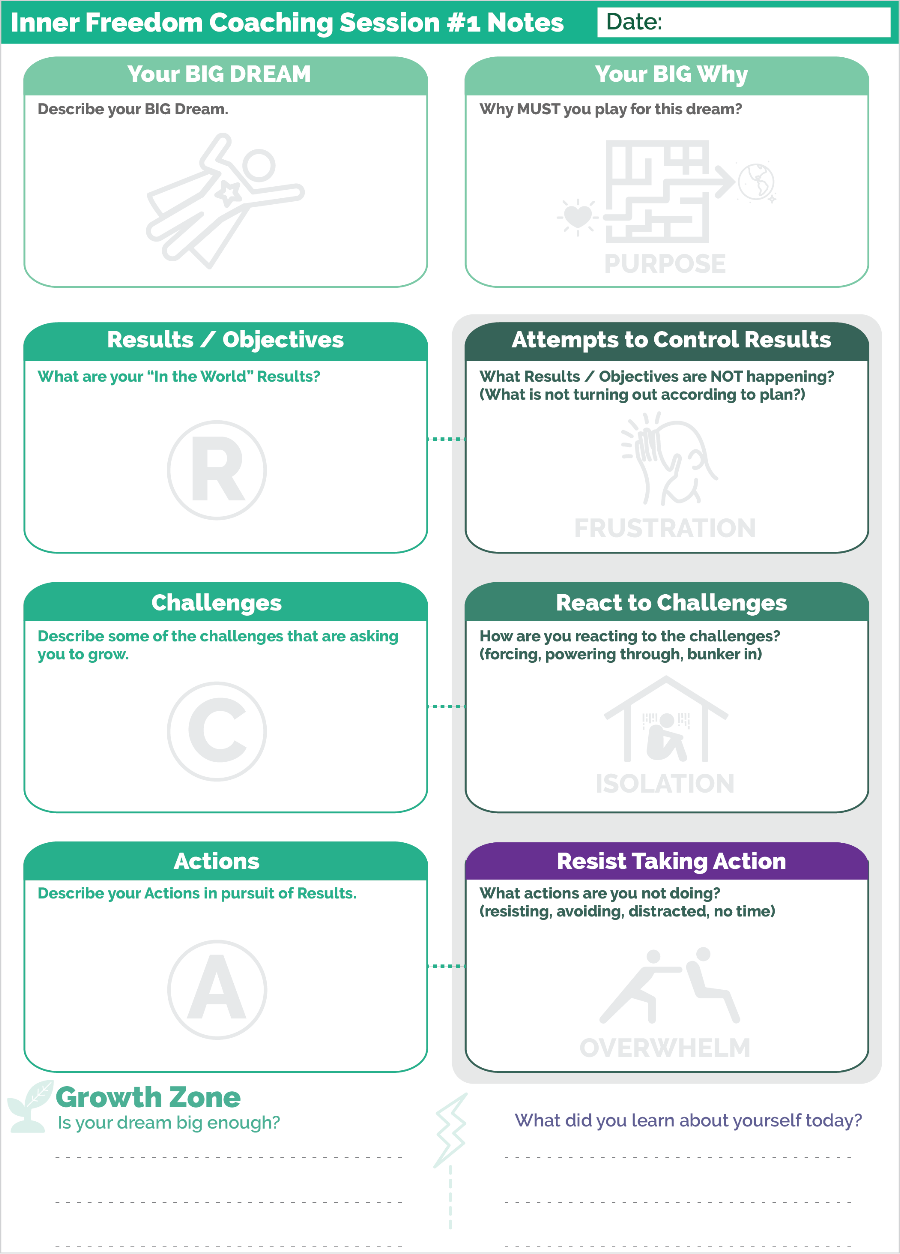 Inner Freedom Coaching Session #1 Notes
Date:
Your BIG DREAM
Describe your BIG Dream.
Your BIG Why
Why MUST you play for this dream?
PURPOSE
Results / Objectives
What are your “In the World” Results?
R
Attempts to Control Results
What Results / Objectives are NOT happening?
(What is not turning out according to plan?)
FRUSTRATION
Challenges
Describe some of the challenges that are asking
you to grow.
C
React to Challenges
How are you reacting to the challenges?
(forcing, powering through, bunker in)
ISOLATION
Actions
Describe your Actions in pursuit of Results.
A
Resist Taking Action
What actions are you not doing?
(resisting, avoiding, distracted, no time)
OVERWHELM
Growth Zone
Is your dream big enough?
What did you learn about yourself today?